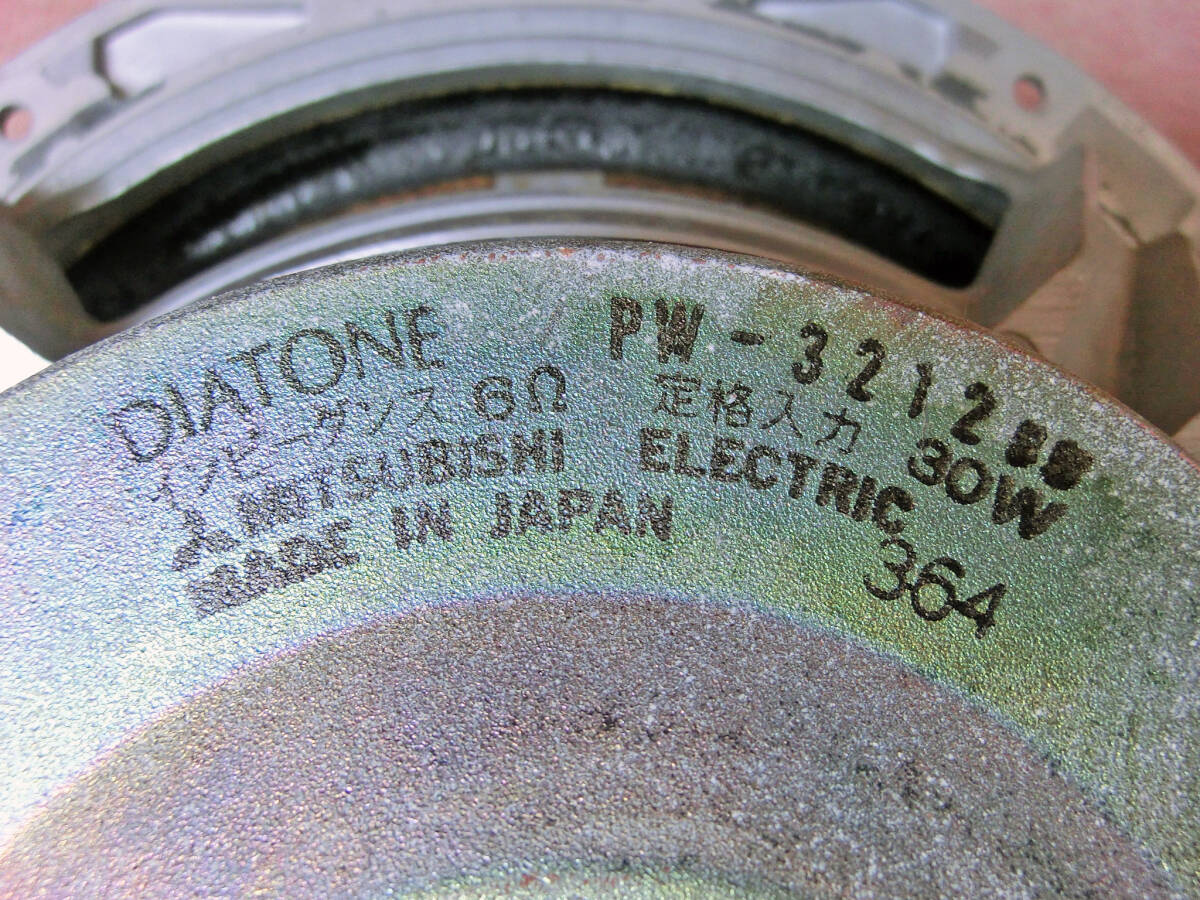 DIATONE PW-3212
インピーダンス 6Ω 定格入力 30W
MITSUBISHI ELECTRIC
MADE IN JAPAN 364